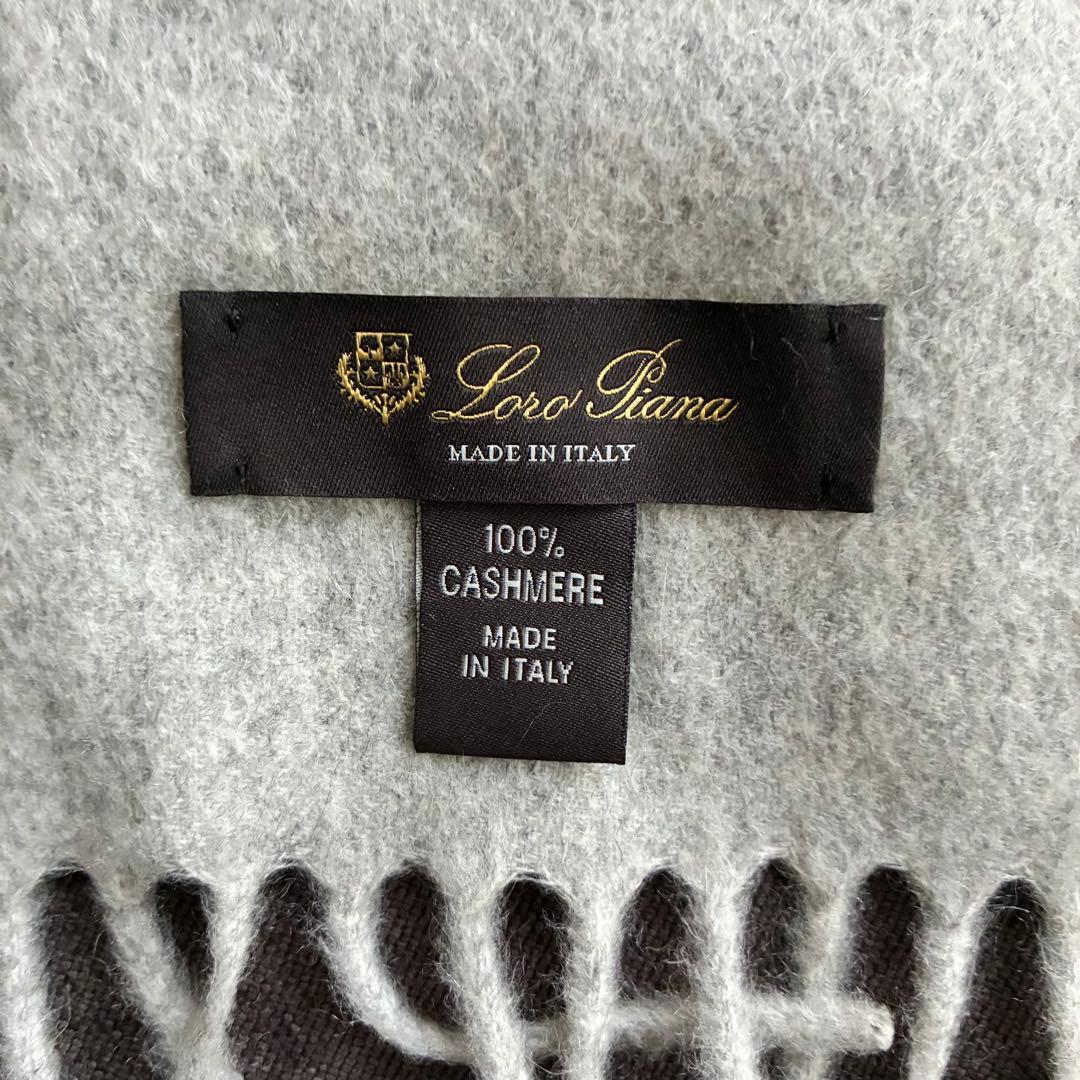 Loro Piana
MADE IN ITALY
100%
CASHMERE
MADE
IN ITALY